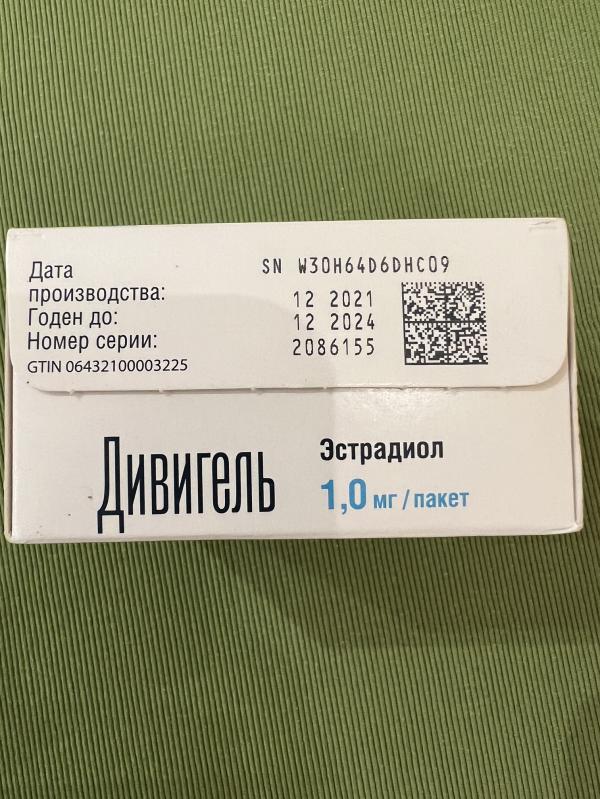 Дата
производства:
Годен до:
Номер серии:
GTIN 06432100003225
SN W30H64D6DHC09
12 2021
12 2024
2086155
Дивигель
Эстрадиол
1,0 мг / пакет